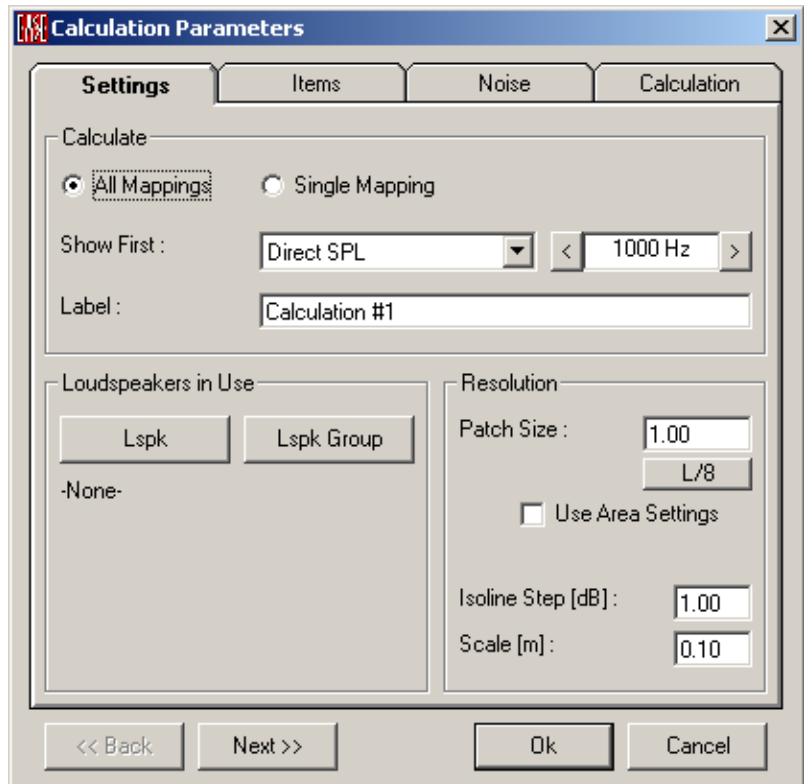 EASE Calculation Parameters
Settings Items Noise Calculation
Calculate
All Mappings Single Mapping
Show First : Direct SPL < 1000 Hz >
Label : Calculation #1
Loudspeakers in Use
Lspk Lspk Group
-None-
Resolution
Patch Size : 1.00
L/8
Use Area Settings
Isoline Step [dB] : 1.00
Scale [m] : 0.10
<< Back Next >> Ok Cancel